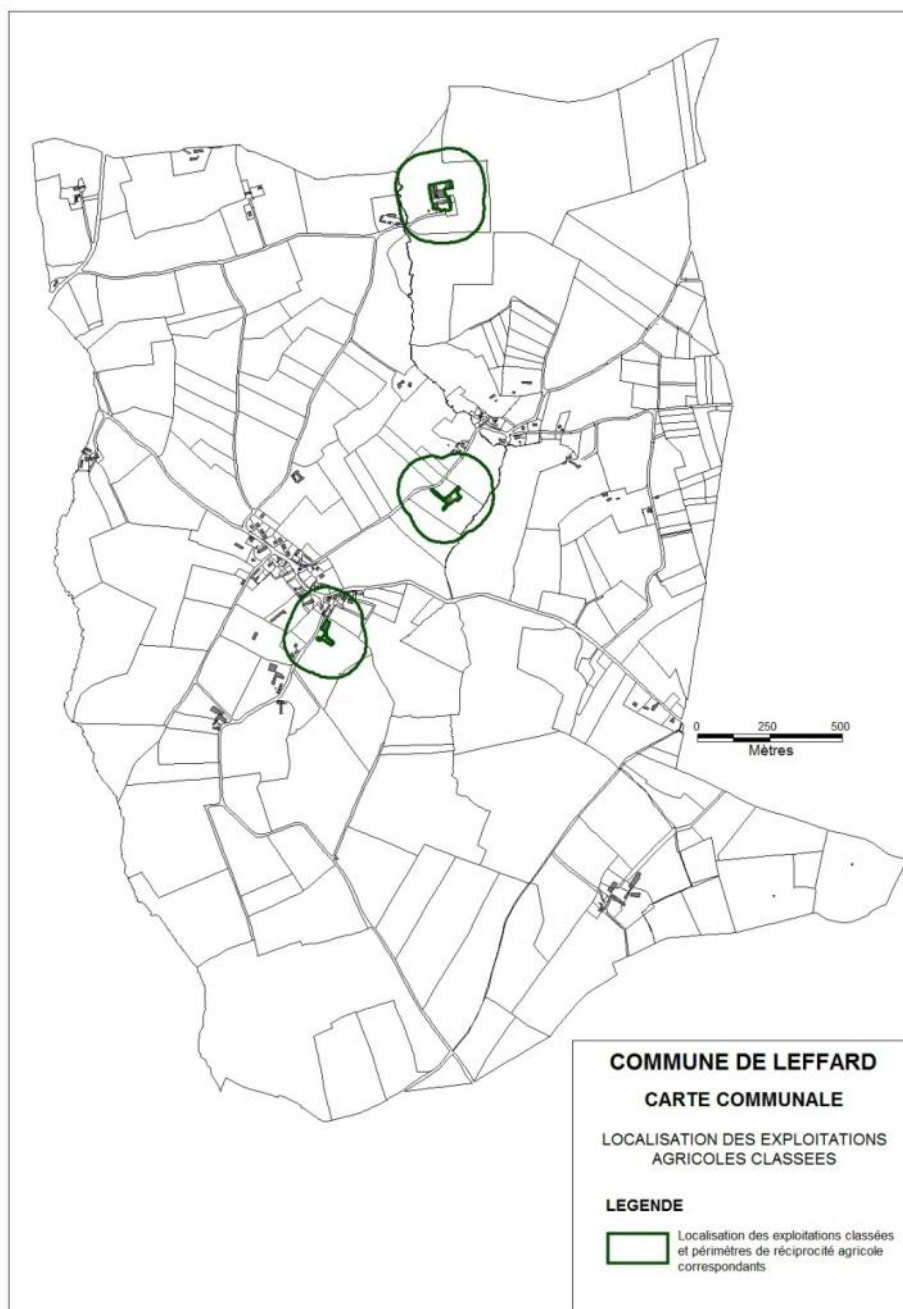 0 250 500
Mètres
COMMUNE DE LEFFARD
CARTE COMMUNALE
LOCALISATION DES EXPLOITATIONS
AGRICOLES CLASSEES
LEGENDE
Localisation des exploitations classées
et périmètres de réciprocité agricole
correspondants